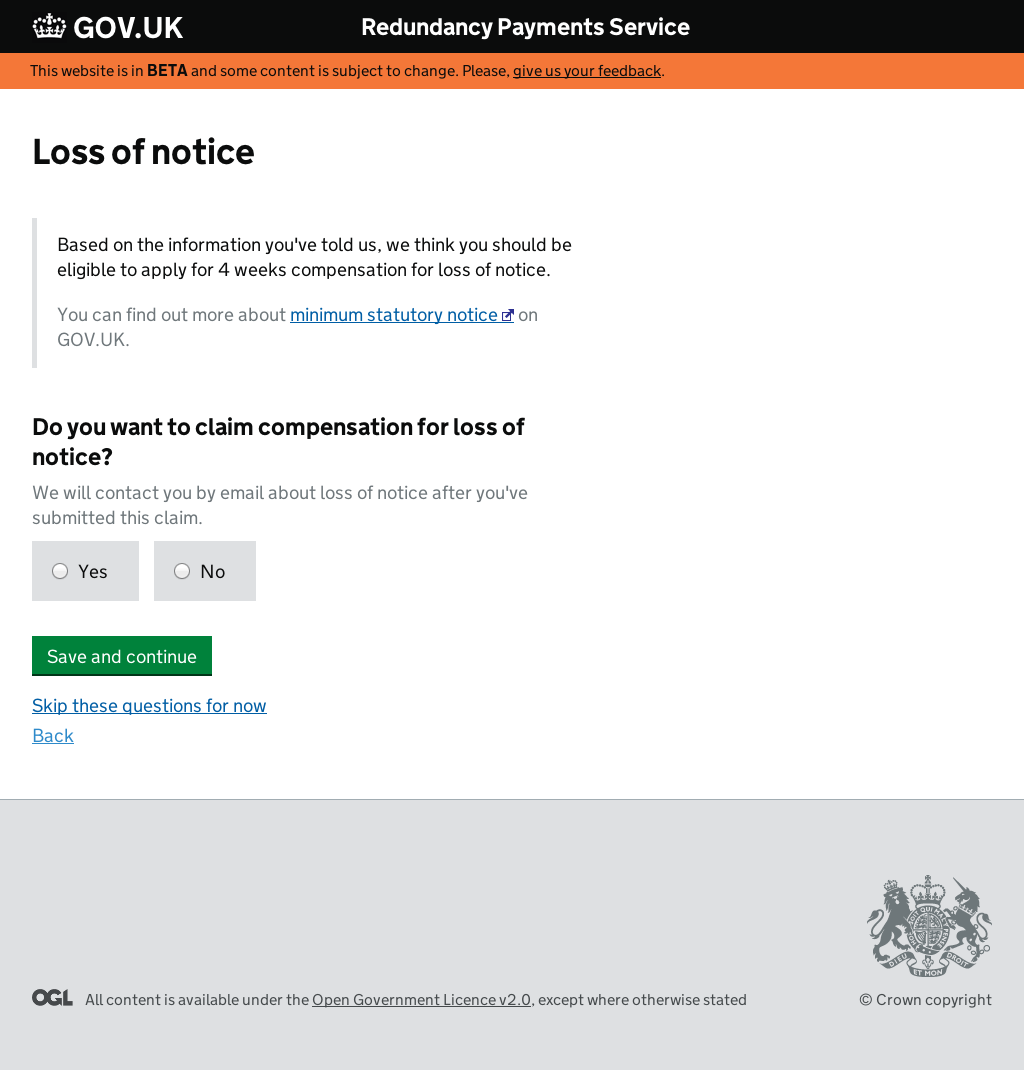 GOV.UK
Redundancy Payments Service
This website is in BETA and some content is subject to change. Please, give us your feedback.
Loss of notice
Based on the information you've told us, we think you should be
eligible to apply for 4 weeks compensation for loss of notice.
You can find out more about minimum statutory notice on
GOV.UK.
Do you want to claim compensation for loss of
notice?
We will contact you by email about loss of notice after you've
submitted this claim.
Yes
No
Save and continue
Skip these questions for now
Back
DIEU ET MON DROIT
OGL
All content is available under the Open Government Licence v2.0, except where otherwise stated
© Crown copyright